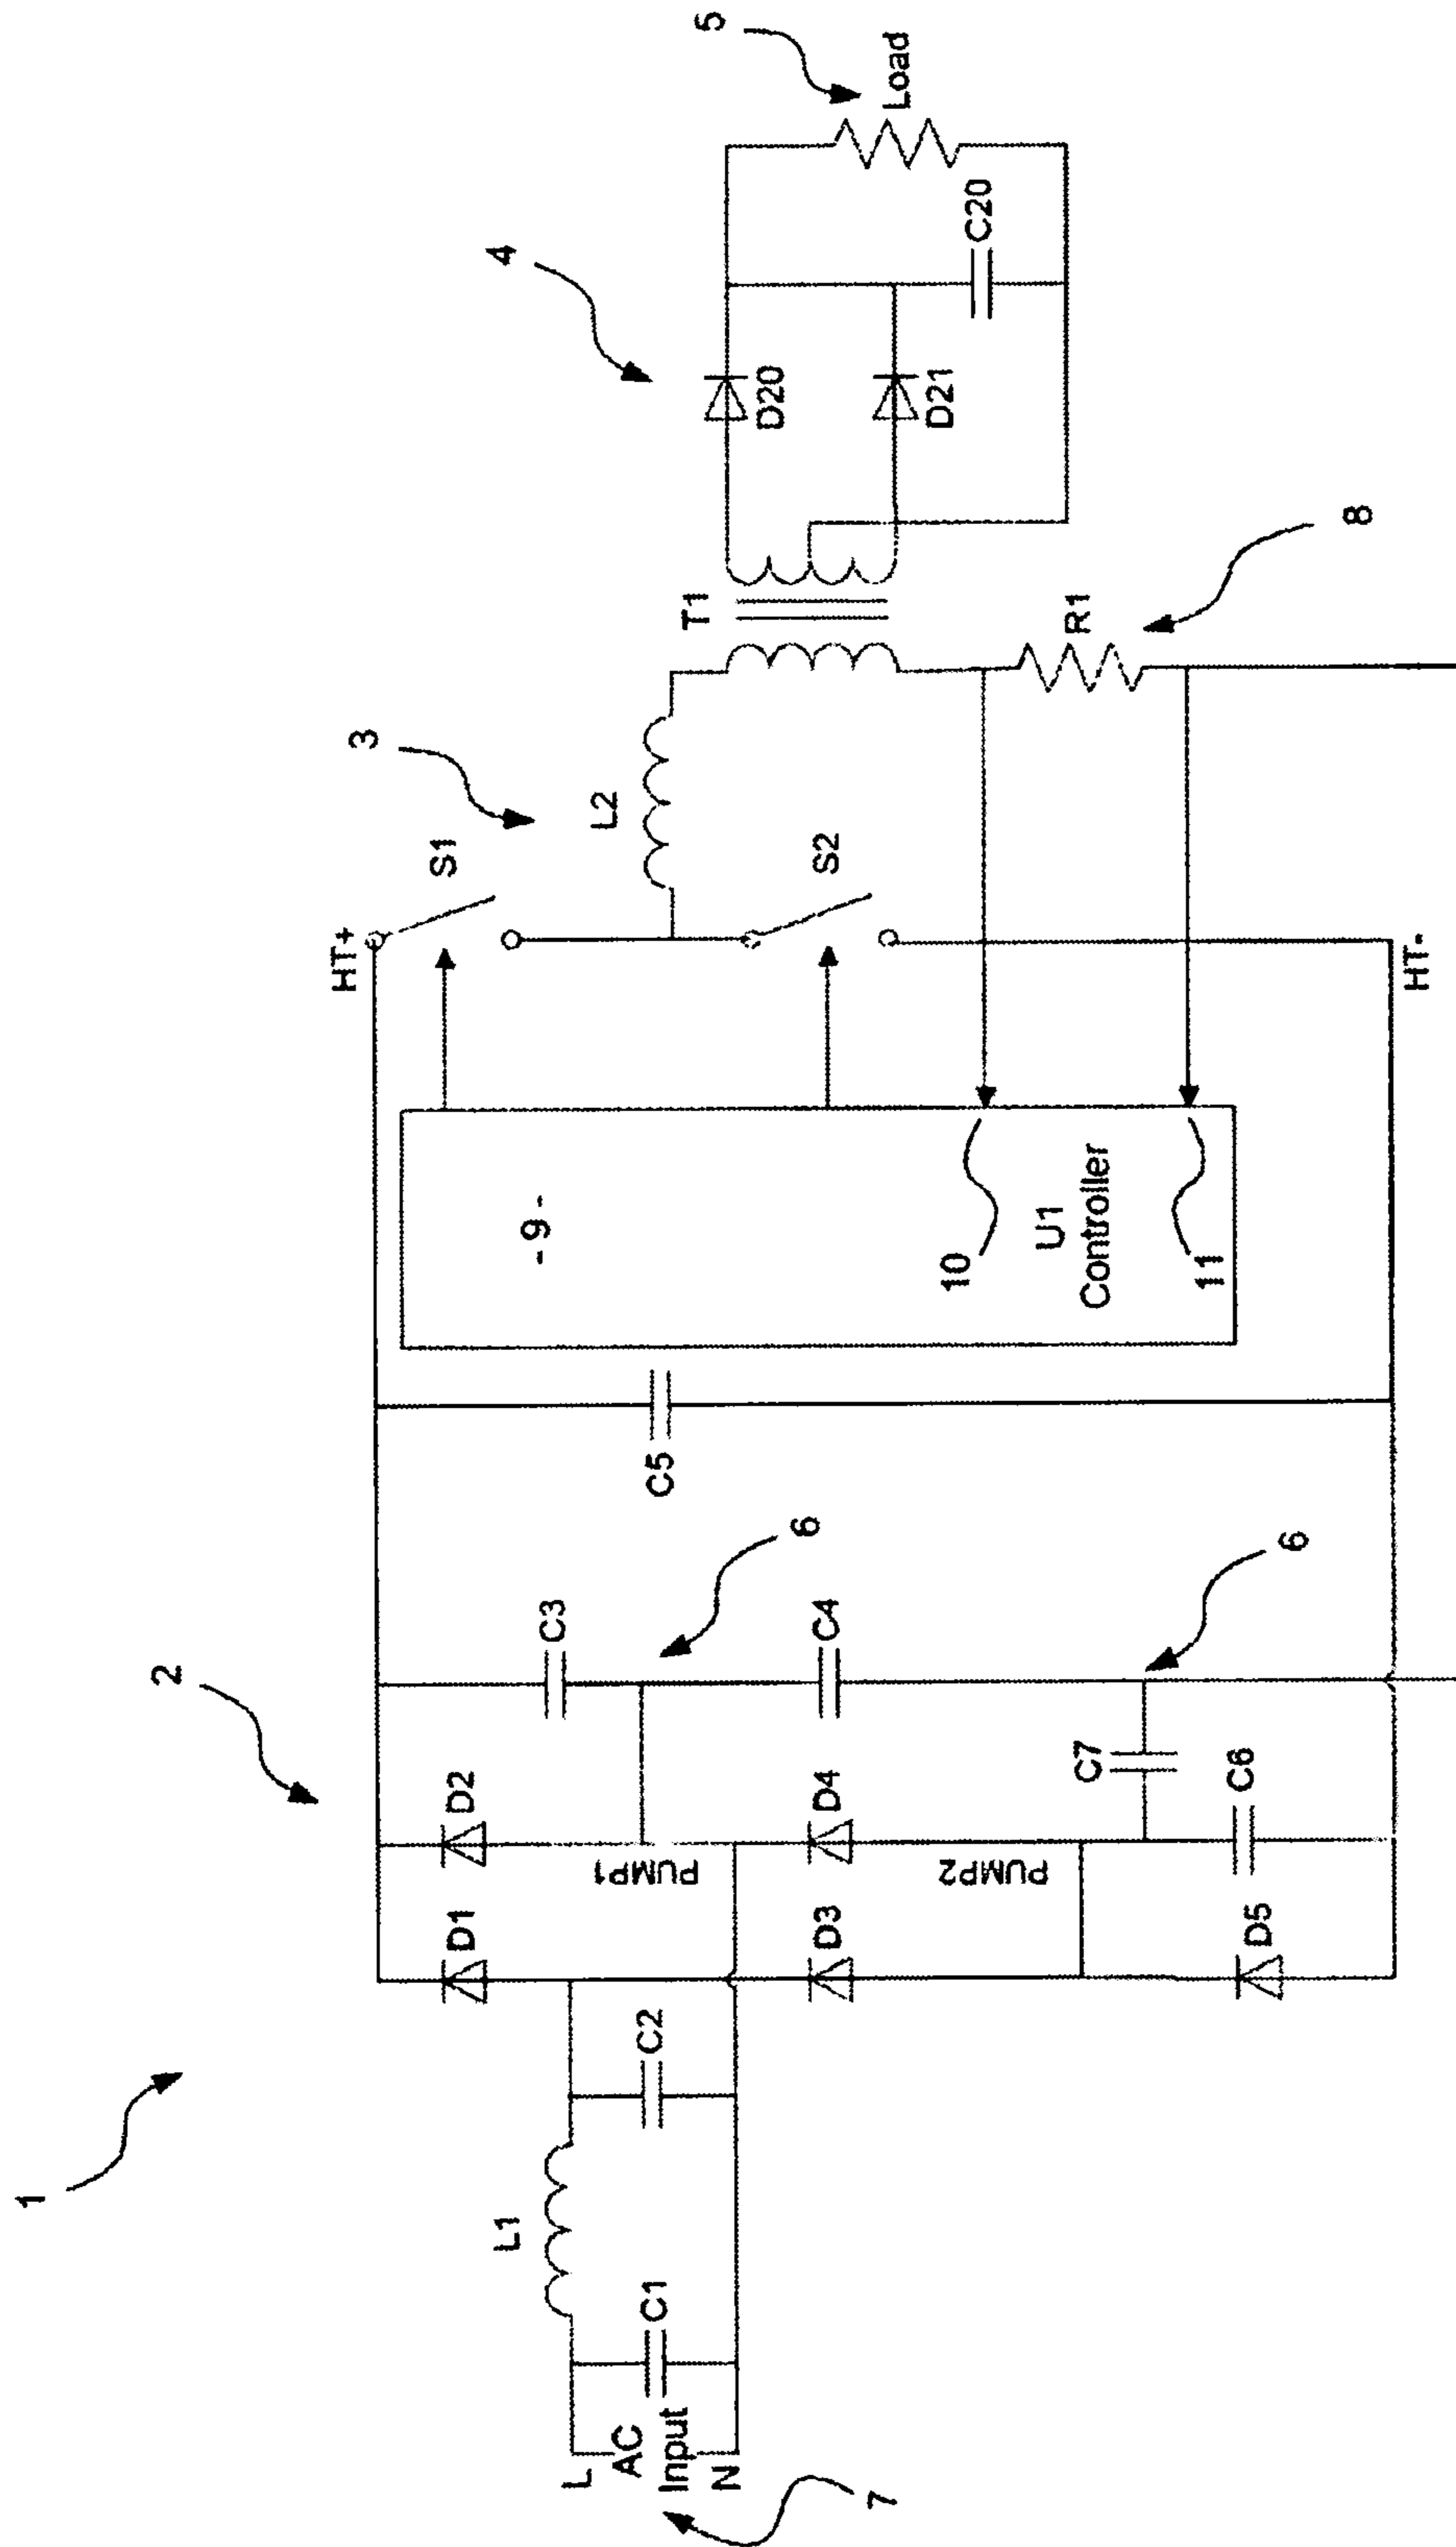 1
2
3
4
5
HT+
S1
D1
D2
C3
L1
L2
T1
D20
Load
-9-
L
AC
Input
N
C1
C2
PUMP1
6
C5
D3
D4
C4
S2
D21
C20
7
PUMP2
10
U1
Controller
C7
R1
8
D5
C6
6
11
HT-